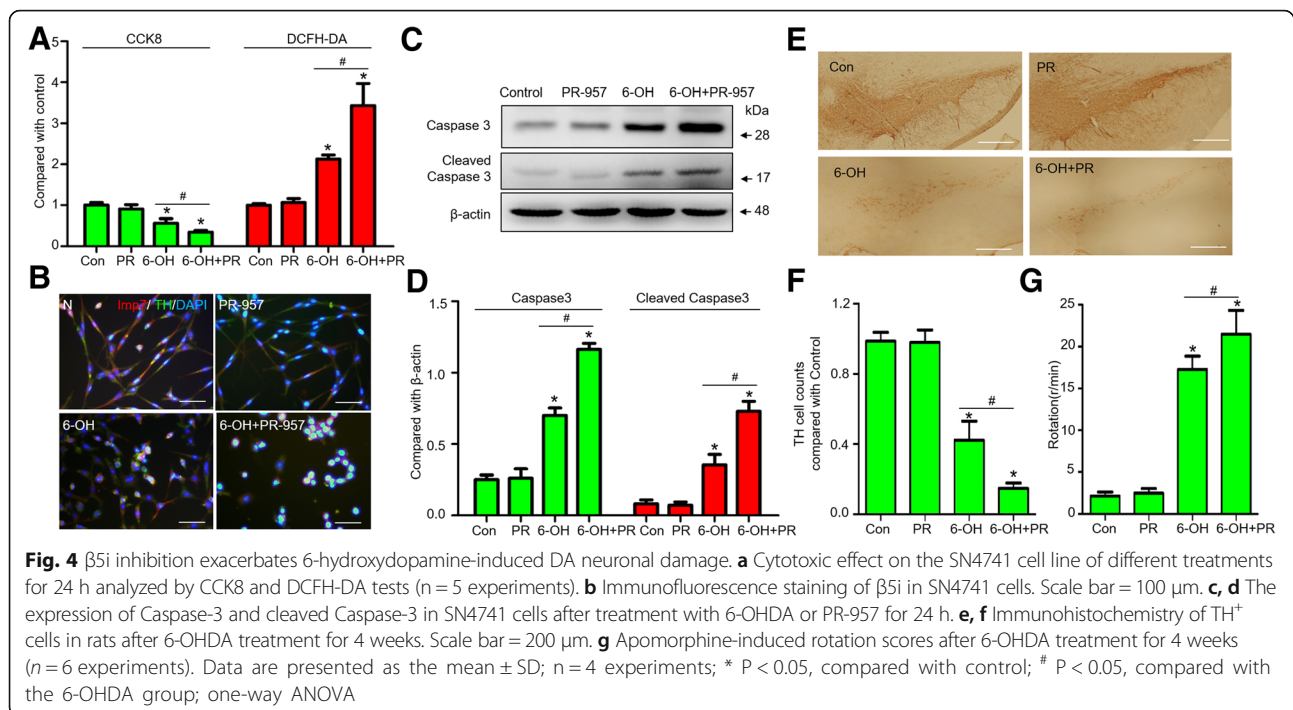 A
CCK8
DCFH-DA
Compared with control
5
4
3
2
1
0
#
#
*
*
*
*
Con
PR
6-OH
6-OH+PR
Con
PR
6-OH
6-OH+PR
B
N
lmp7/ TH/DAPI
PR-957
6-OH
6-OH+PR-957
C
Control
PR-957
6-OH
6-OH+PR-957
kDa
Caspase 3
28
Cleaved
Caspase 3
17
β-actin
48
D
Caspase3
Cleaved Caspase3
Compared with β-actin
1.5
1.0
0.5
0.0
#
#
*
*
*
*
Con
PR
6-OH
6-OH+PR
Con
PR
6-OH
6-OH+PR
E
Con
PR
6-OH
6-OH+PR
F
TH cell counts
compared with Control
1.2
0.8
0.4
0.0
#
*
*
Con
PR
6-OH
6-OH+PR
G
Rotation(r/min)
25
20
15
10
5
0
#
*
*
Con
PR
6-OH
6-OH+PR
Fig. 4 β5i inhibition exacerbates 6-hydroxydopamine-induced DA neuronal damage. a Cytotoxic effect on the SN4741 cell line of different treatments
for 24 h analyzed by CCK8 and DCFH-DA tests (n = 5 experiments). b Immunofluorescence staining of β5i in SN4741 cells. Scale bar = 100 μm. c, d The
expression of Caspase-3 and cleaved Caspase-3 in SN4741 cells after treatment with 6-OHDA or PR-957 for 24 h. e, f Immunohistochemistry of TH+
cells in rats after 6-OHDA treatment for 4 weeks. Scale bar = 200 μm. g Apomorphine-induced rotation scores after 6-OHDA treatment for 4 weeks
(n = 6 experiments). Data are presented as the mean ± SD; n = 4 experiments; * P < 0.05, compared with control; # P < 0.05, compared with
the 6-OHDA group; one-way ANOVA